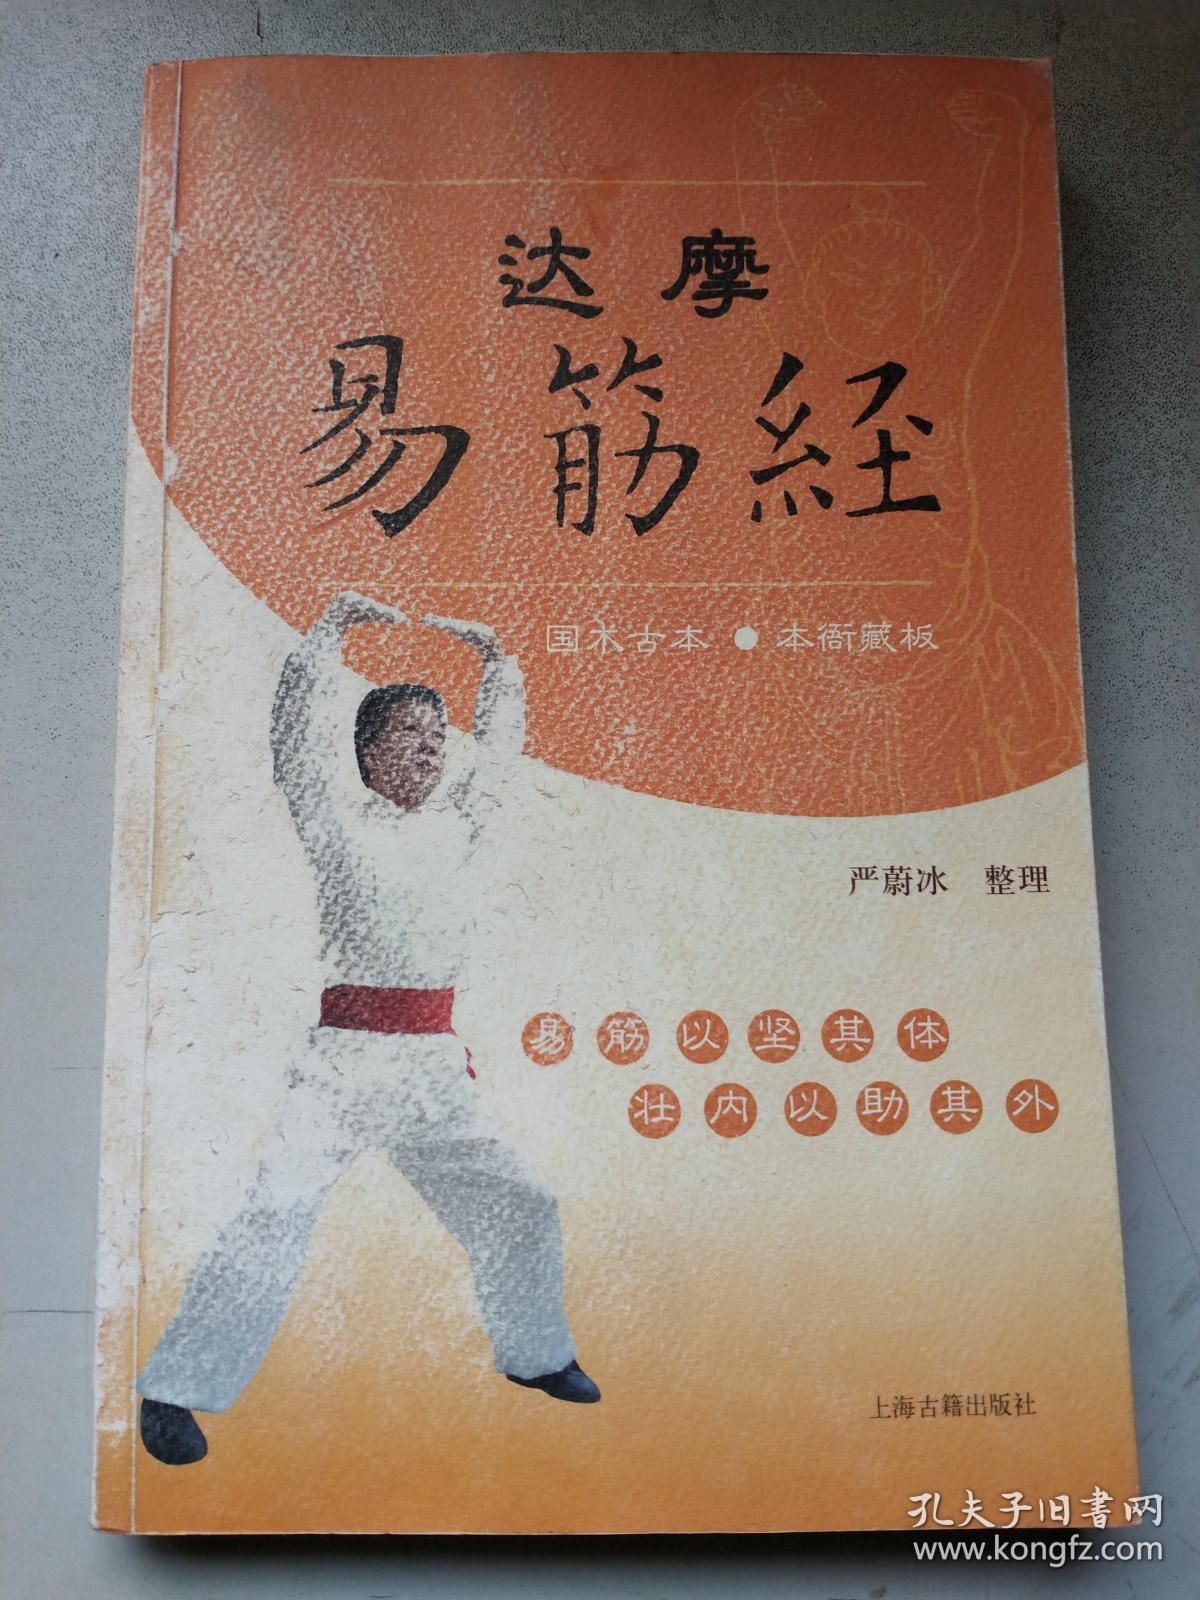 达摩
易筋経
国术古本●本衙藏板
严蔚冰 整理
易筋以坚其体
壮内以助其外
上海古籍出版社
孔夫子旧书网
www.kongfz.com